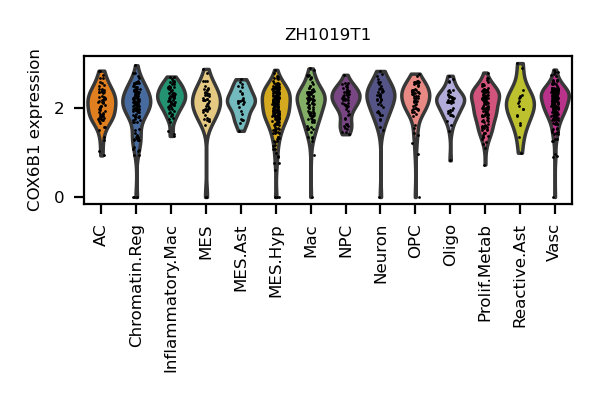 ZH1019T1
COX6B1 expression
2
0
AC
Chromatin.Reg
Inflammatory.Mac
MES
MES.Ast
MES.Hyp
Mac
NPC
Neuron
OPC
Oligo
Prolif.Metab
Reactive.Ast
Vasc